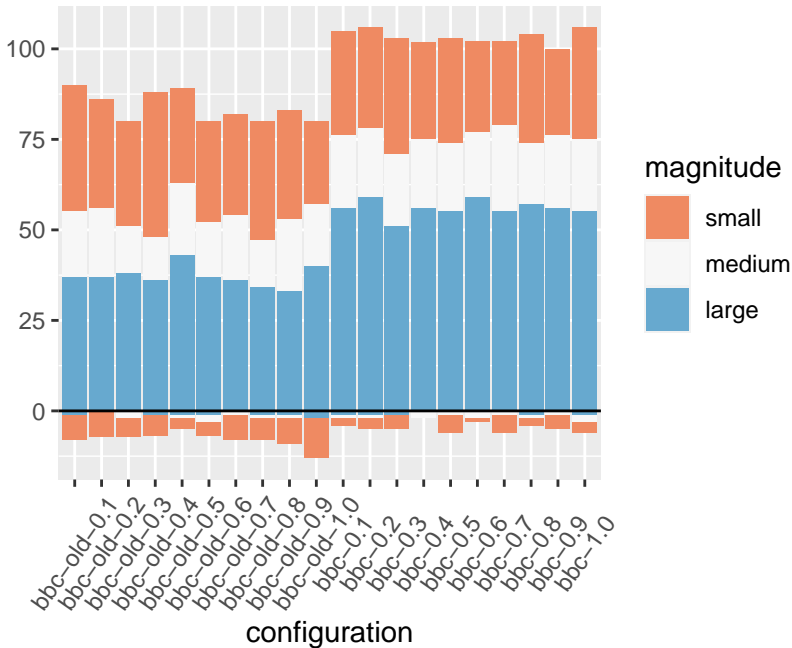 100
75
50
25
0
bbc−old−0.1
bbc−old−0.2
bbc−old−0.3
bbc−old−0.4
bbc−old−0.5
bbc−old−0.6
bbc−old−0.7
bbc−old−0.8
bbc−old−0.9
bbc−old−1.0
bbc−0.1
bbc−0.2
bbc−0.3
bbc−0.4
bbc−0.5
bbc−0.6
bbc−0.7
bbc−0.8
bbc−0.9
bbc−1.0
configuration
magnitude
small
medium
large